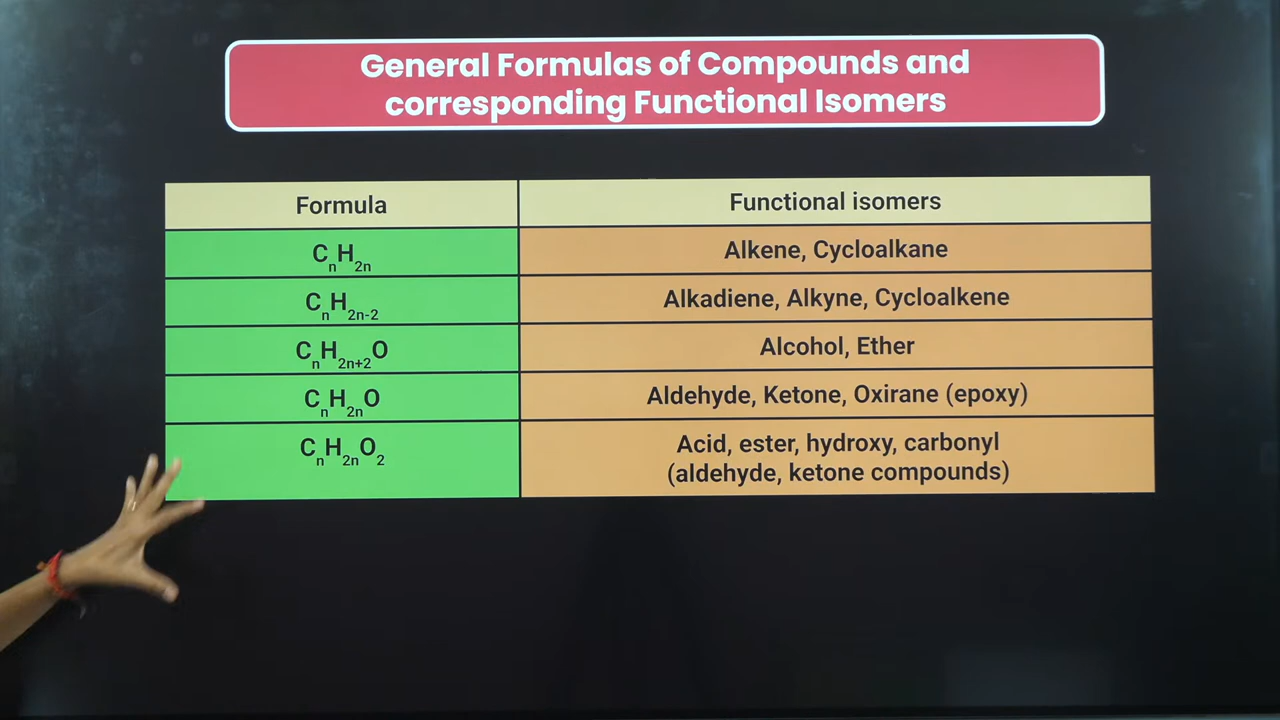 General Formulas of Compounds and
corresponding Functional Isomers
Formula
Functional isomers
CₙH₂ₙ
Alkene, Cycloalkane
CₙH₂ₙ₋₂
Alkadiene, Alkyne, Cycloalkene
CₙH₂ₙ₊₂O
Alcohol, Ether
CₙH₂ₙO
Aldehyde, Ketone, Oxirane (epoxy)
CₙH₂ₙO₂
Acid, ester, hydroxy, carbonyl
(aldehyde, ketone compounds)